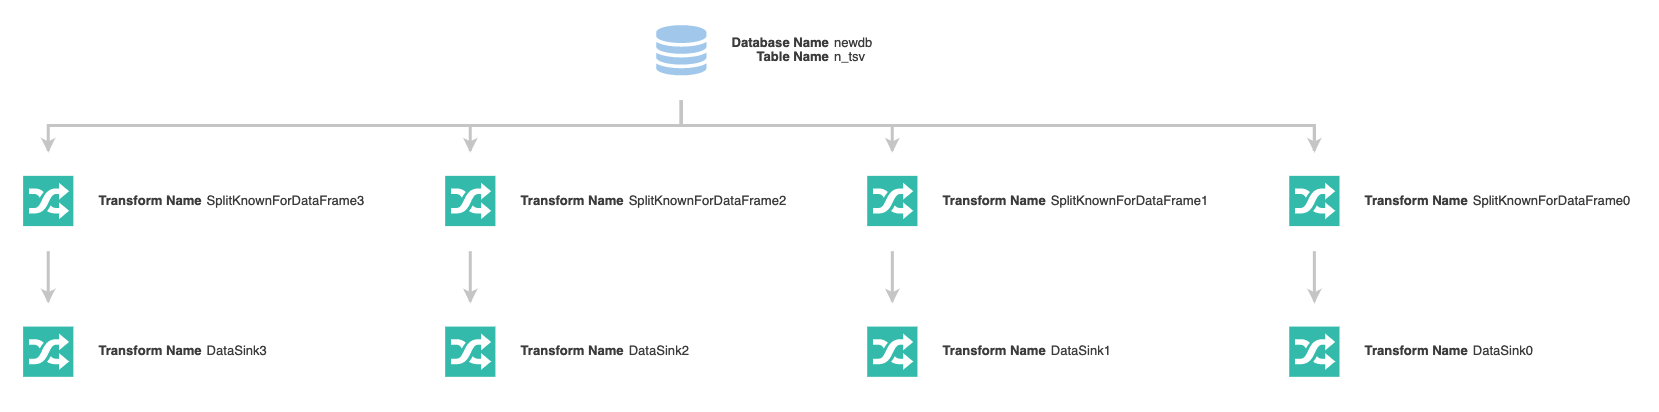 Database Name newdb
Table Name n_tsv
Transform Name SplitKnownForDataFrame3
Transform Name SplitKnownForDataFrame2
Transform Name SplitKnownForDataFrame1
Transform Name SplitKnownForDataFrame0
Transform Name DataSink3
Transform Name DataSink2
Transform Name DataSink1
Transform Name DataSink0